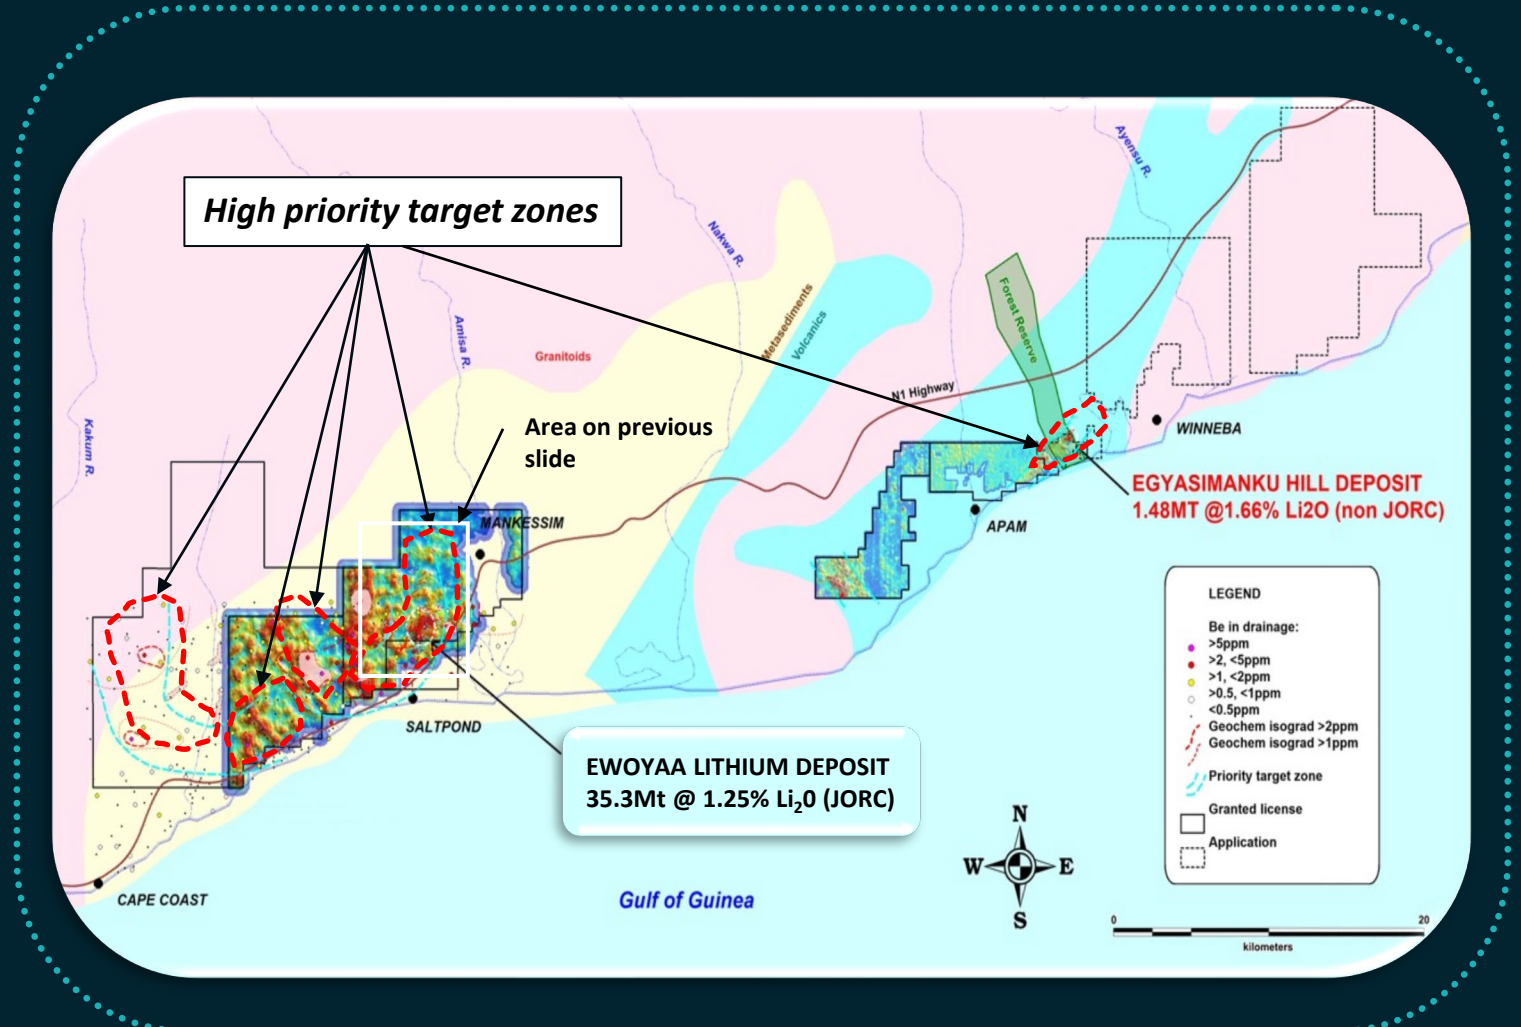 High priority target zones
Ayensu R.
Nakwa R.
Amisa R.
Kakum R.
Metasediments
Volcanics
Granitoids
Forest Reserve
N1 Highway
Area on previous
slide
WINNEBA
EGYASIMANKU HILL DEPOSIT
1.48MT @1.66% Li2O (non JORC)
MANKESSIM
APAM
SALTPOND
EWOYAA LITHIUM DEPOSIT
35.3Mt @ 1.25% Li₂0 (JORC)
CAPE COAST
Gulf of Guinea
LEGEND
Be in drainage:
>5ppm
>2, <5ppm
>1, <2ppm
>0.5, <1ppm
<0.5ppm
Geochem isograd >2ppm
Geochem isograd >1ppm
Priority target zone
Granted license
Application
N
W E
S
0 20
kilometers